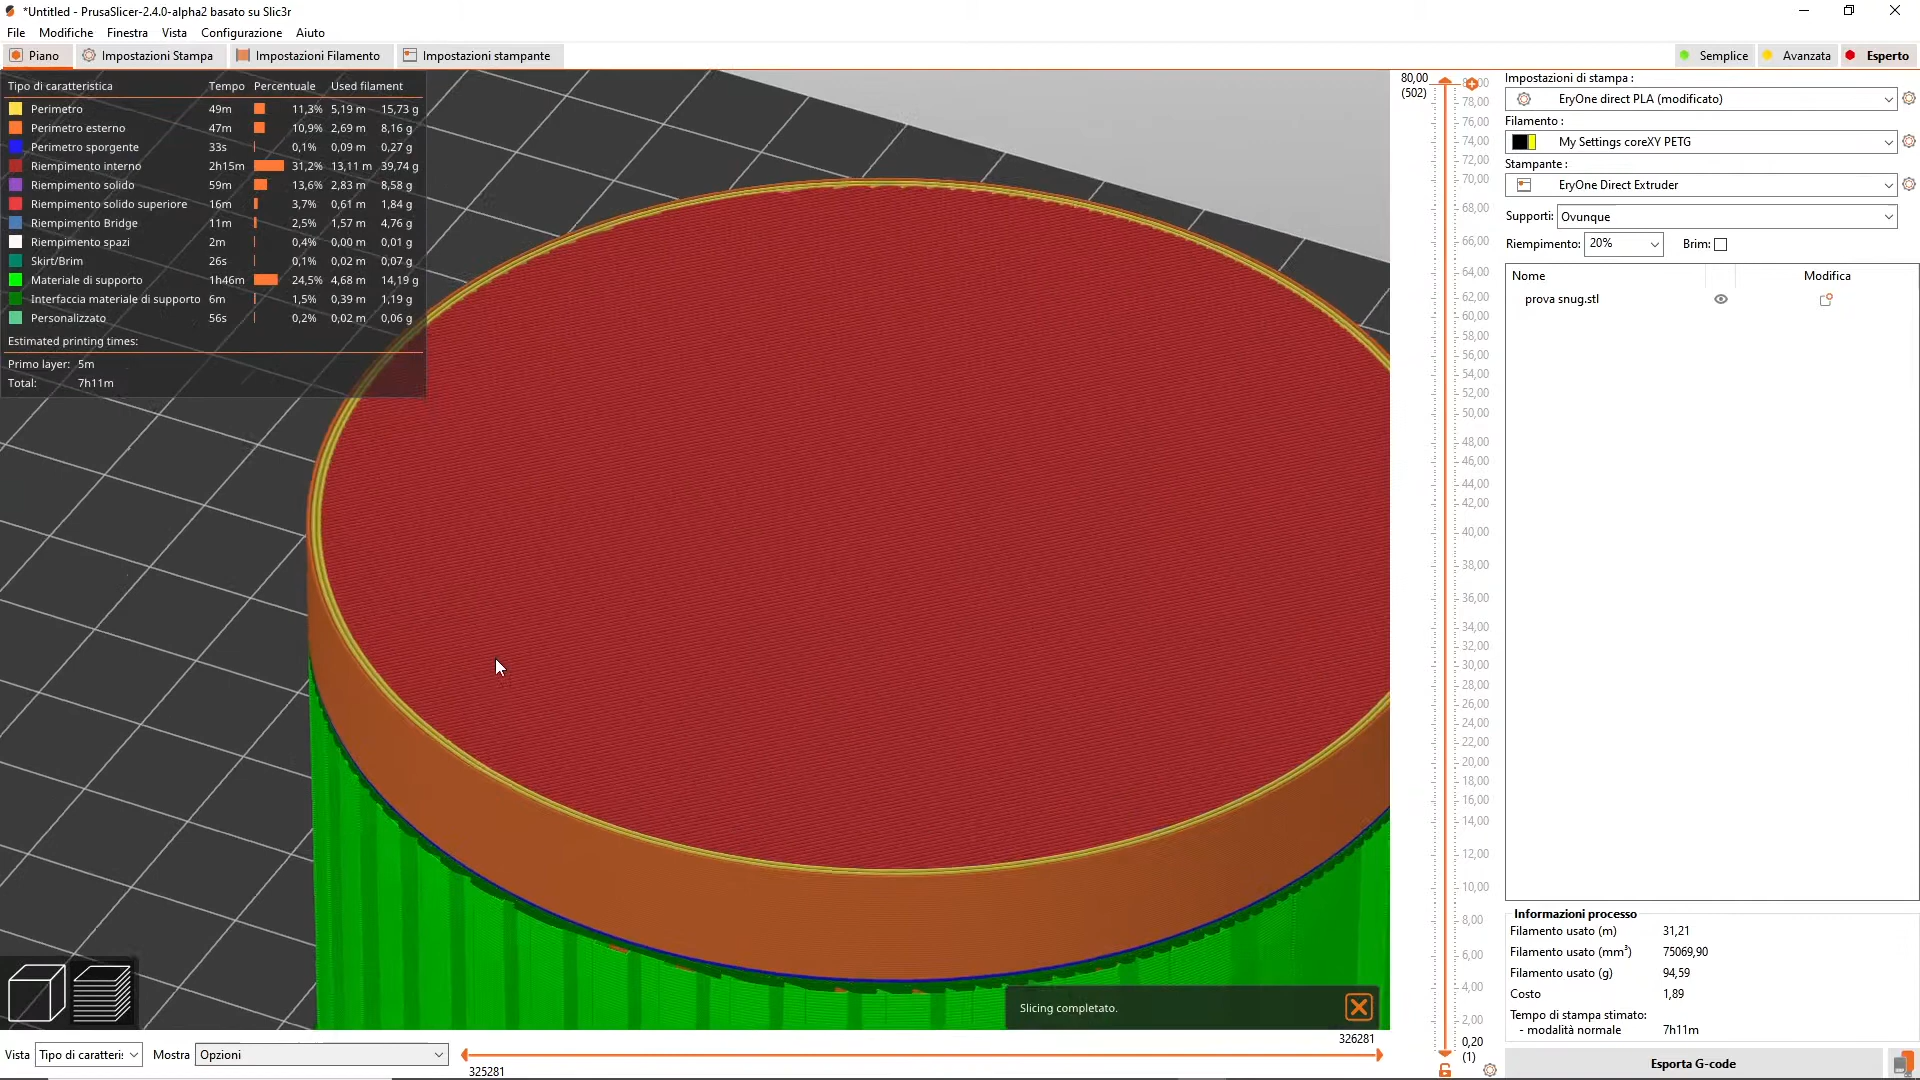 *Untitled - PrusaSlicer-2.4.0-alpha2 basato su Slic3r
File Modifiche Finestra Vista Configurazione Aiuto
Piano Impostazioni Stampa Impostazioni Filamento Impostazioni stampante Semplice Avanzata Esperto
Tipo di caratteristica Tempo Percentuale Used filament
Perimetro 49m 11,3% 5,19 m 15,73 g
Perimetro esterno 47m 10,9% 2,69 m 8,16 g
Perimetro sporgente 33s 0,1% 0,09 m 0,27 g
Riempimento interno 2h15m 31,2% 13,11 m 39,74 g
Riempimento solido 59m 13,6% 2,83 m 8,58 g
Riempimento solido superiore 16m 3,7% 0,61 m 1,84 g
Riempimento Bridge 11m 2,5% 1,57 m 4,76 g
Riempimento spazi 2m 0,4% 0,00 m 0,01 g
Skirt/Brim 26s 0,1% 0,02 m 0,07 g
Materiale di supporto 1h46m 24,5% 4,68 m 14,19 g
Interfaccia materiale di supporto 6m 1,5% 0,39 m 1,19 g
Personalizzato 56s 0,2% 0,02 m 0,06 g
Estimated printing times:
Primo layer: 5m
Total: 7h11m
80,00
(502)
78,00
76,00
74,00
72,00
70,00
68,00
66,00
64,00
62,00
60,00
58,00
56,00
54,00
52,00
50,00
48,00
46,00
44,00
42,00
40,00
38,00
36,00
34,00
32,00
30,00
28,00
26,00
24,00
22,00
20,00
18,00
16,00
14,00
12,00
10,00
8,00
6,00
4,00
2,00
0,20
(1)
Impostazioni di stampa :
EryOne direct PLA (modificato)
Filamento :
My Settings coreXY PETG
Stampante :
EryOne Direct Extruder
Supporti: Ovunque
Riempimento: 20% Brim:
Nome Modifica
prova snug.stl
Informazioni processo
Filamento usato (m) 31,21
Filamento usato (mm³) 75069,90
Filamento usato (g) 94,59
Costo 1,89
Tempo di stampa stimato:
- modalità normale 7h11m
Esporta G-code
Slicing completato.
326281
Vista Tipo di caratteri: Mostra Opzioni
325281